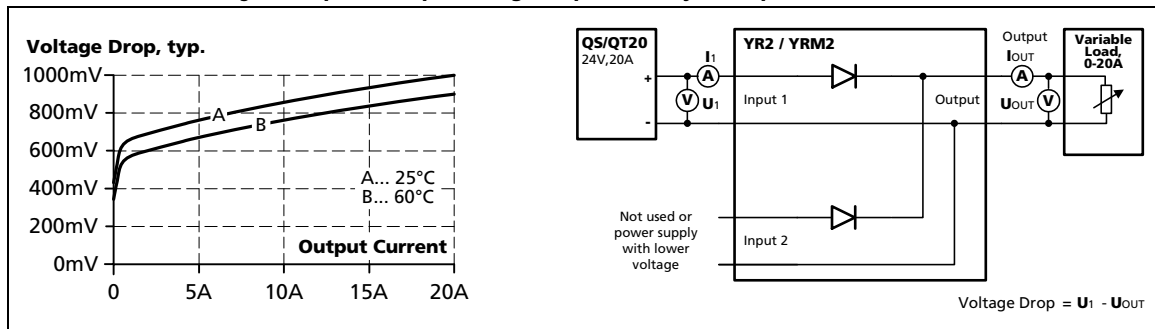 Voltage Drop, typ.
1000mV
800mV
600mV
400mV
200mV
0mV
A
B
A... 25°C
B... 60°C
Output Current
0
5A
10A
15A
20A
QS/QT20
24V,20A
+
-
I1
A
V
U1
YR2 / YRM2
Input 1
Output
Input 2
Not used or
power supply
with lower
voltage
Output
IOUT
A
UOUT
V
Variable
Load,
0-20A
Voltage Drop = U1 - UOUT